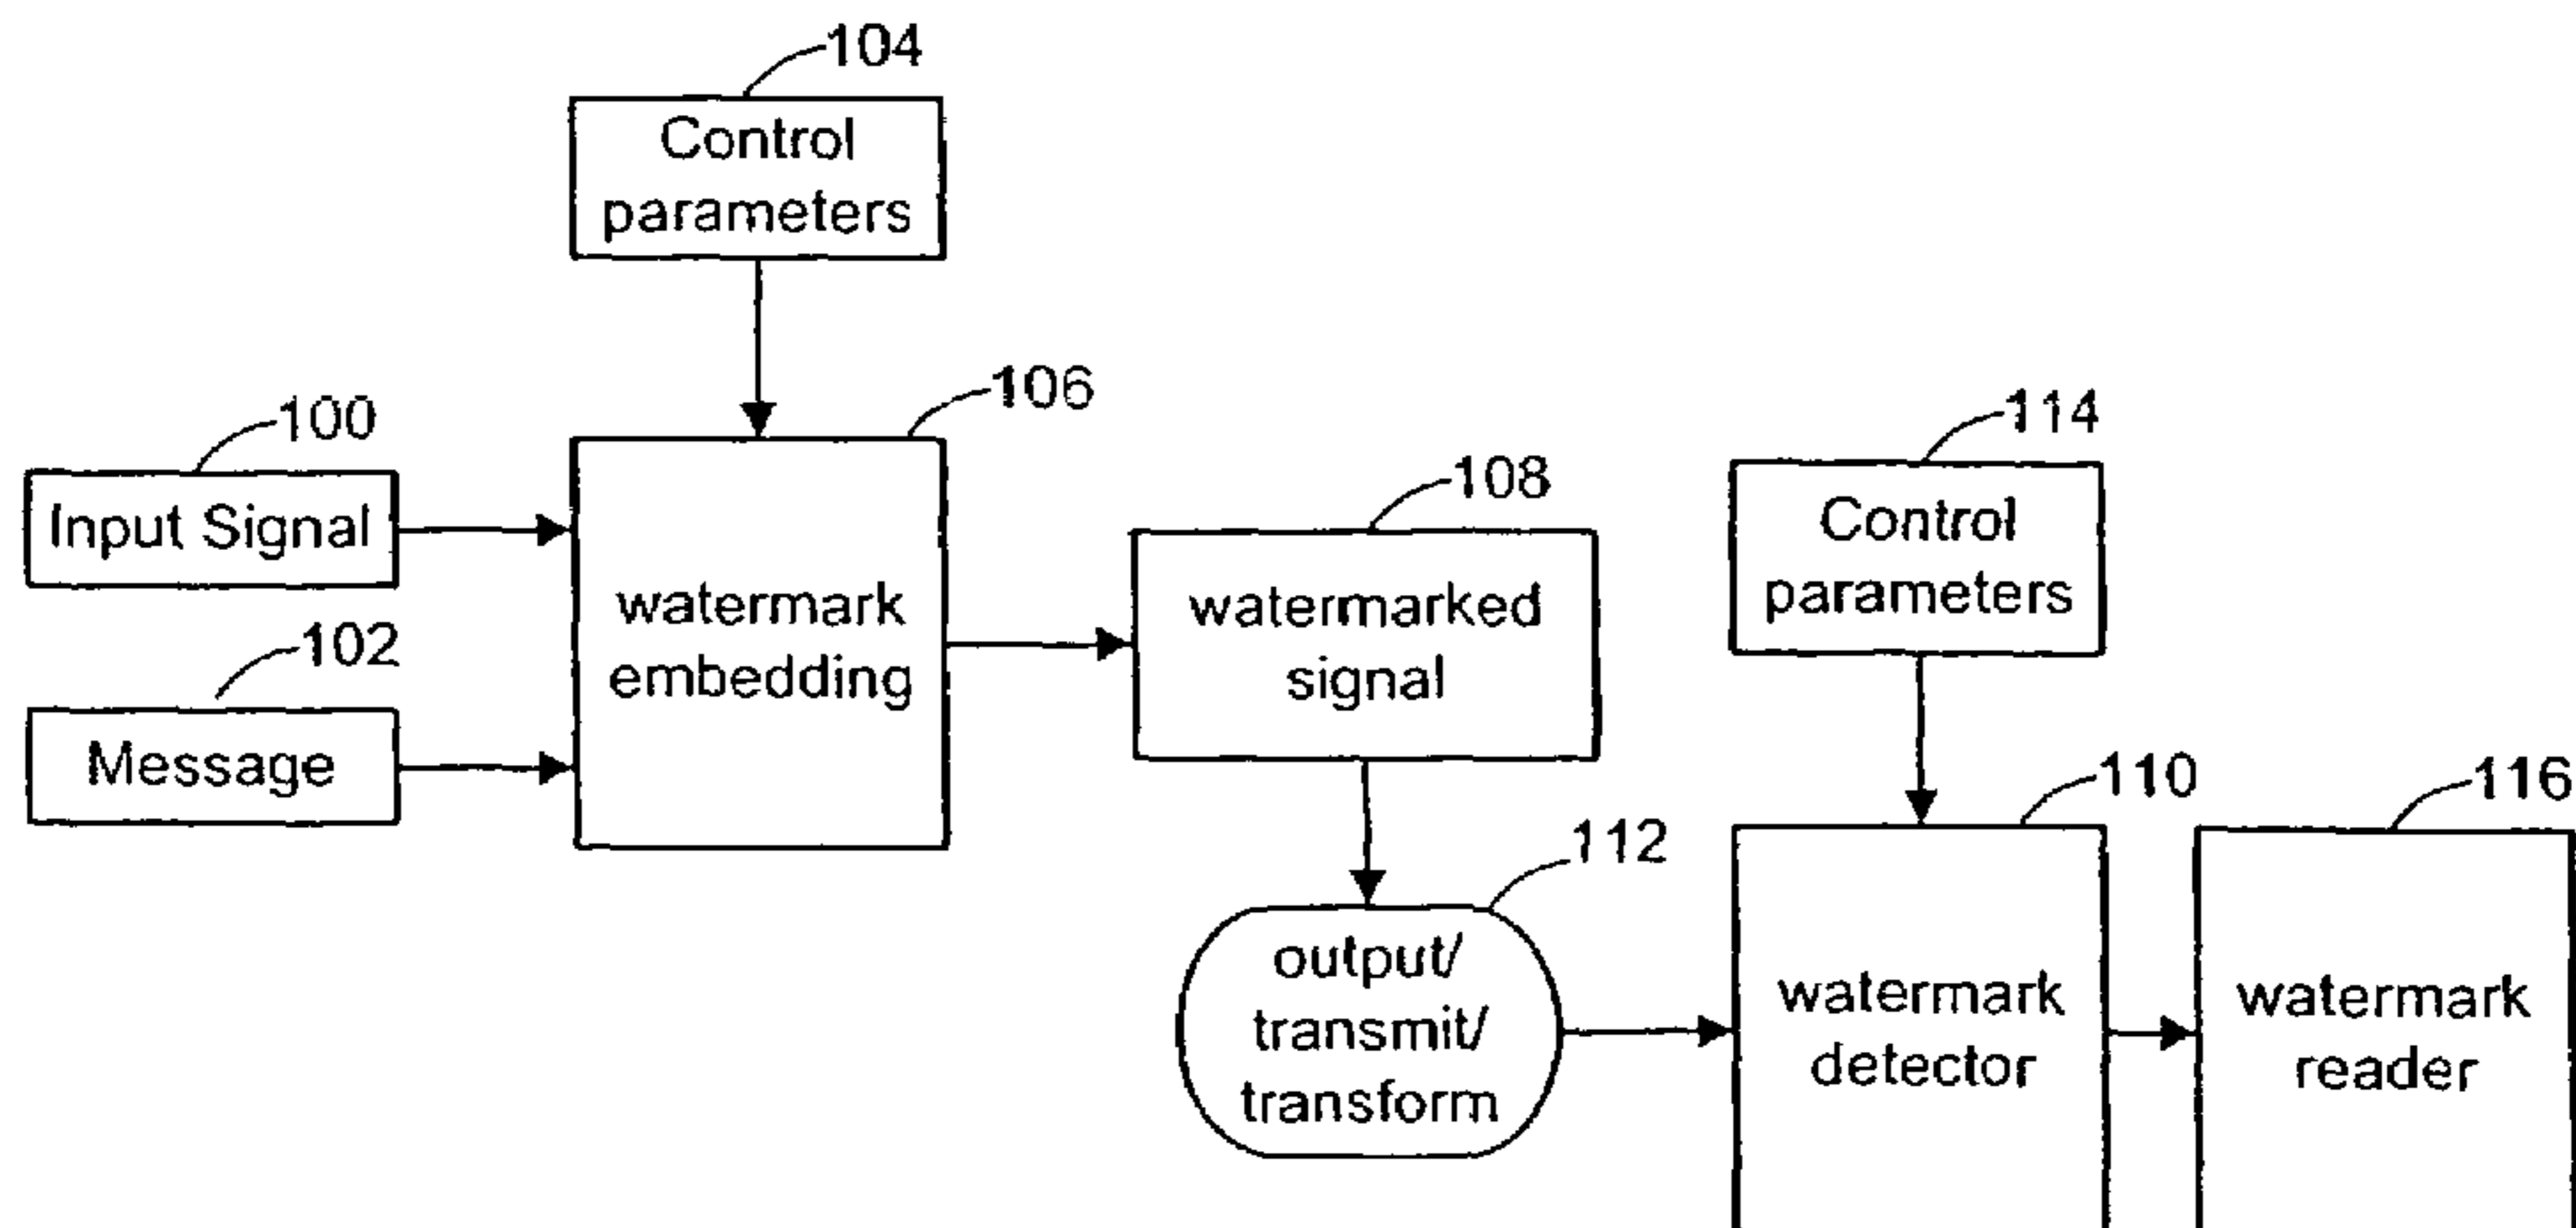 104
Control
parameters
106
100
Input Signal
102
Message
watermark
embedding
108
watermarked
signal
114
Control
parameters
112
output/
transmit/
transform
110
watermark
detector
116
watermark
reader